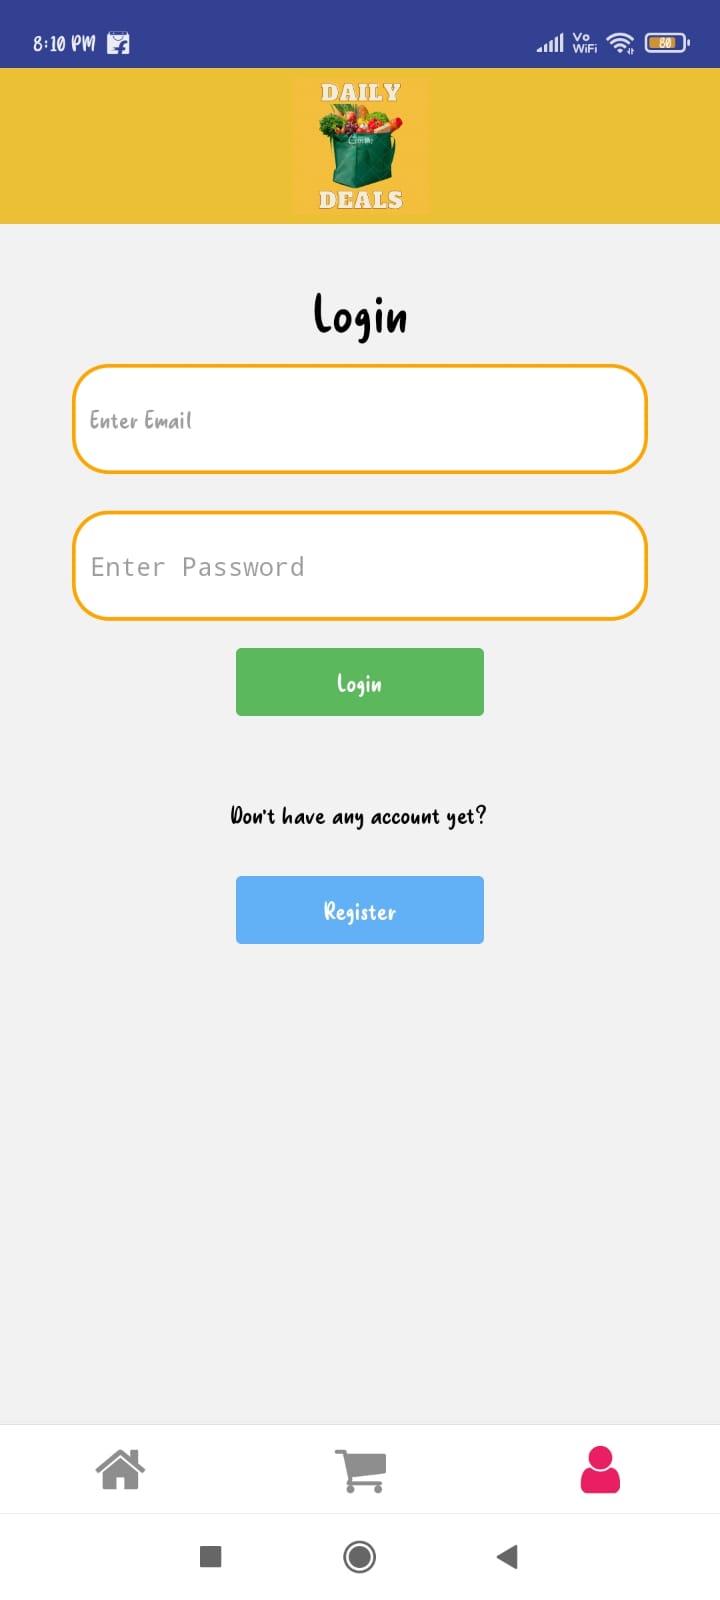 8:10 PM
Vo
WiFi
80
DAILY
DEALS
Login
Enter Email
Enter Password
Login
Don't have any account yet?
Register